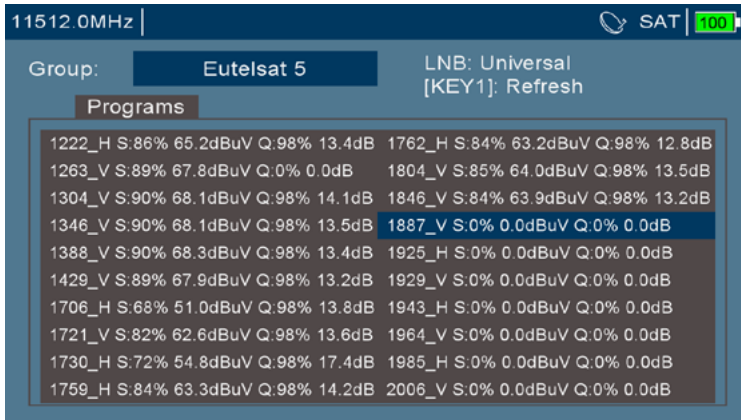 11512.0MHz SAT 100
Group: Eutelsat 5 LNB: Universal
[KEY1]: Refresh
Programs
1222_H S:86% 65.2dBuV Q:98% 13.4dB 1762_H S:84% 63.2dBuV Q:98% 12.8dB
1263_V S:89% 67.8dBuV Q:0% 0.0dB 1804_V S:85% 64.0dBuV Q:98% 13.5dB
1304_V S:90% 68.1dBuV Q:98% 14.1dB 1846_V S:84% 63.9dBuV Q:98% 13.2dB
1346_V S:90% 68.1dBuV Q:98% 13.5dB 1887_V S:0% 0.0dBuV Q:0% 0.0dB
1388_V S:90% 68.3dBuV Q:98% 13.4dB 1925_H S:0% 0.0dBuV Q:0% 0.0dB
1429_V S:89% 67.9dBuV Q:98% 13.2dB 1929_V S:0% 0.0dBuV Q:0% 0.0dB
1706_H S:68% 51.0dBuV Q:98% 13.8dB 1943_H S:0% 0.0dBuV Q:0% 0.0dB
1721_V S:82% 62.6dBuV Q:98% 13.6dB 1964_V S:0% 0.0dBuV Q:0% 0.0dB
1730_H S:72% 54.8dBuV Q:98% 17.4dB 1985_H S:0% 0.0dBuV Q:0% 0.0dB
1759_H S:84% 63.3dBuV Q:98% 14.2dB 2006_V S:0% 0.0dBuV Q:0% 0.0dB